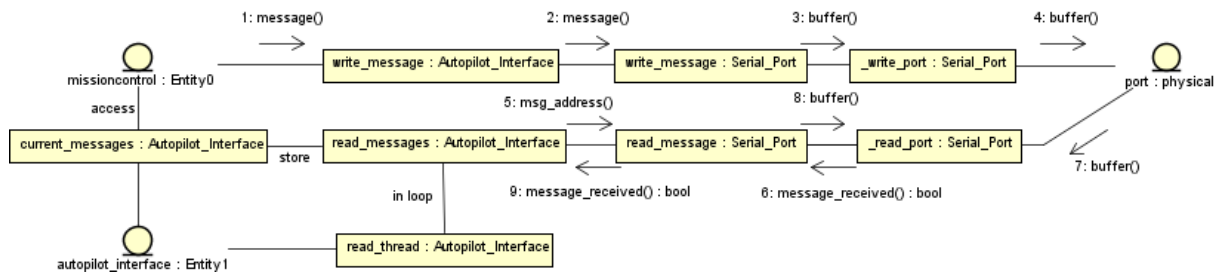 1: message()
2: message()
3: buffer()
4: buffer()
write_message : Autopilot_Interface
write_message : Serial_Port
_write_port : Serial_Port
missioncontrol : Entity0
port : physical
access
5: msg_address()
8: buffer()
current_messages : Autopilot_Interface
read_messages : Autopilot_Interface
read_message : Serial_Port
_read_port : Serial_Port
store
7: buffer()
in loop
9: message_received() : bool
6: message_received() : bool
read_thread : Autopilot_Interface
autopilot_interface : Entity1